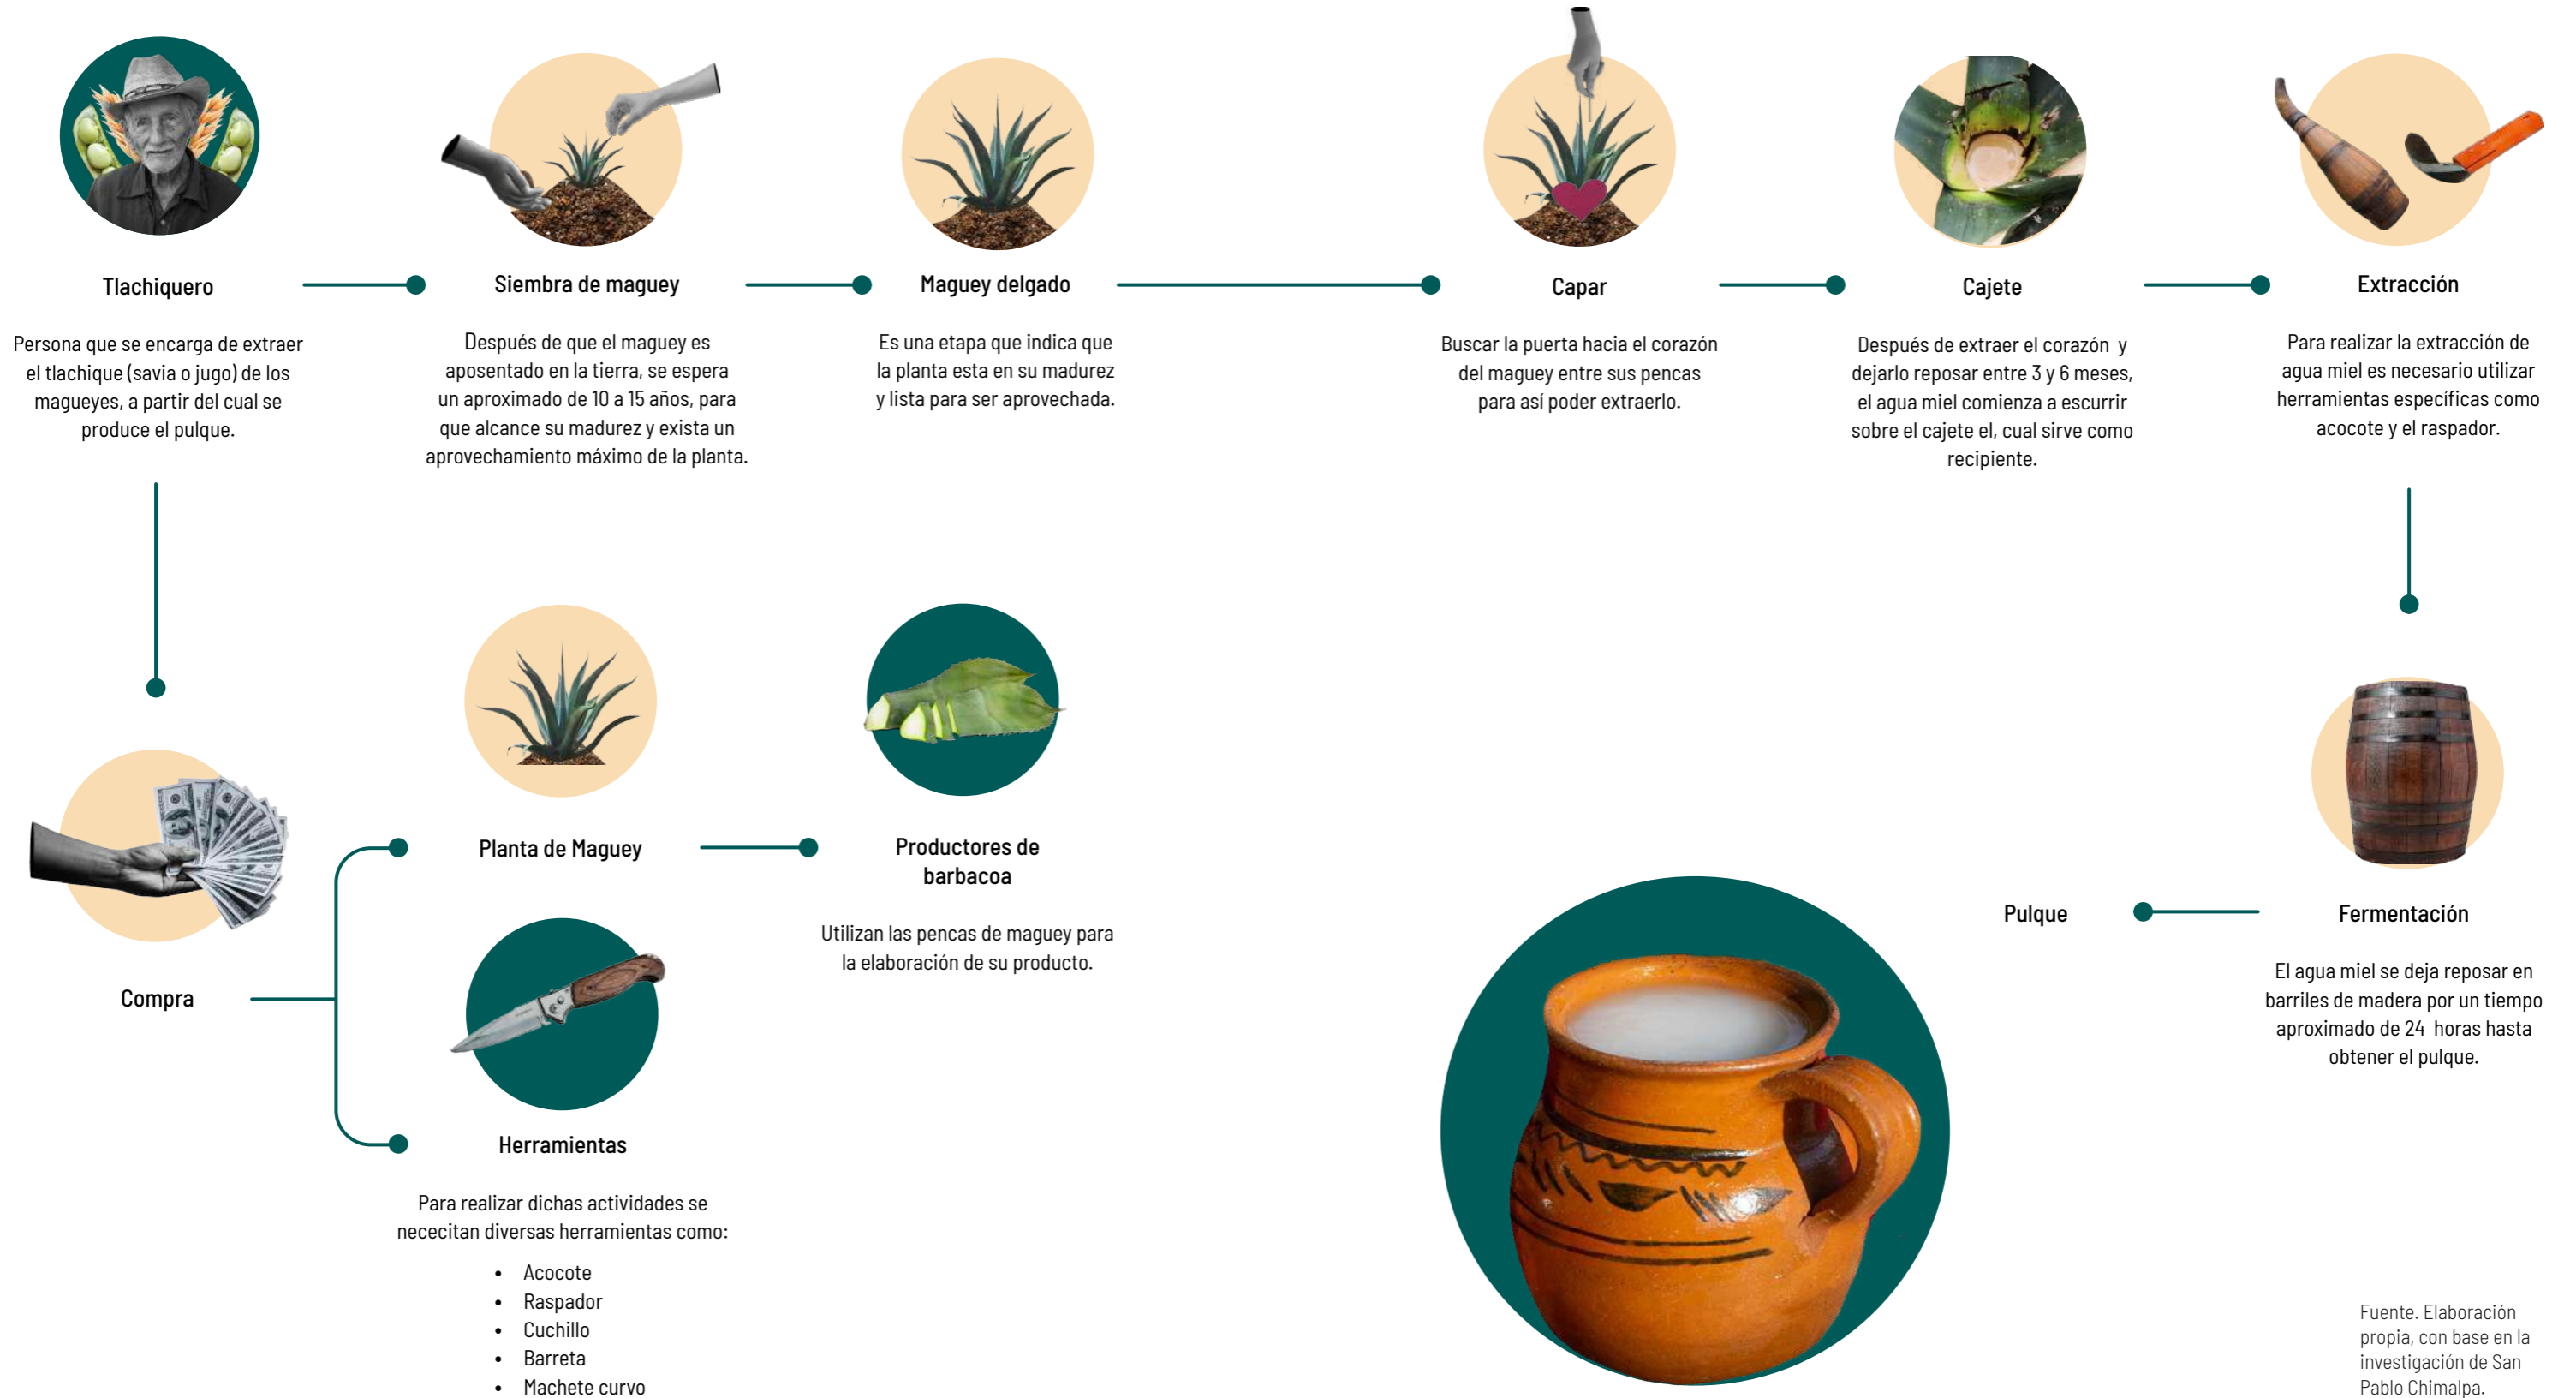 Tlachiquero
Persona que se encarga de extraer
el tlachique (savia o jugo) de los
magueyes, a partir del cual se
produce el pulque.
Siembra de maguey
Después de que el maguey es
aposentado en la tierra, se espera
un aproximado de 10 a 15 años, para
que alcance su madurez y exista un
aprovechamiento máximo de la planta.
Maguey delgado
Es una etapa que indica que
la planta esta en su madurez
y lista para ser aprovechada.
Capar
Buscar la puerta hacia el corazón
del maguey entre sus pencas
para así poder extraerlo.
Cajete
Después de extraer el corazón y
dejarlo reposar entre 3 y 6 meses,
el agua miel comienza a escurrir
sobre el cajete el, cual sirve como
recipiente.
Extracción
Para realizar la extracción de
agua miel es necesario utilizar
herramientas específicas como
acocote y el raspador.
Compra
Planta de Maguey
Productores de
barbacoa
Utilizan las pencas de maguey para
la elaboración de su producto.
Herramientas
Para realizar dichas actividades se
nececitan diversas herramientas como:
• Acocote
• Raspador
• Cuchillo
• Barreta
• Machete curvo
Fermentación
El agua miel se deja reposar en
barriles de madera por un tiempo
aproximado de 24 horas hasta
obtener el pulque.
Pulque
Fuente. Elaboración
propia, con base en la
investigación de San
Pablo Chimalpa.